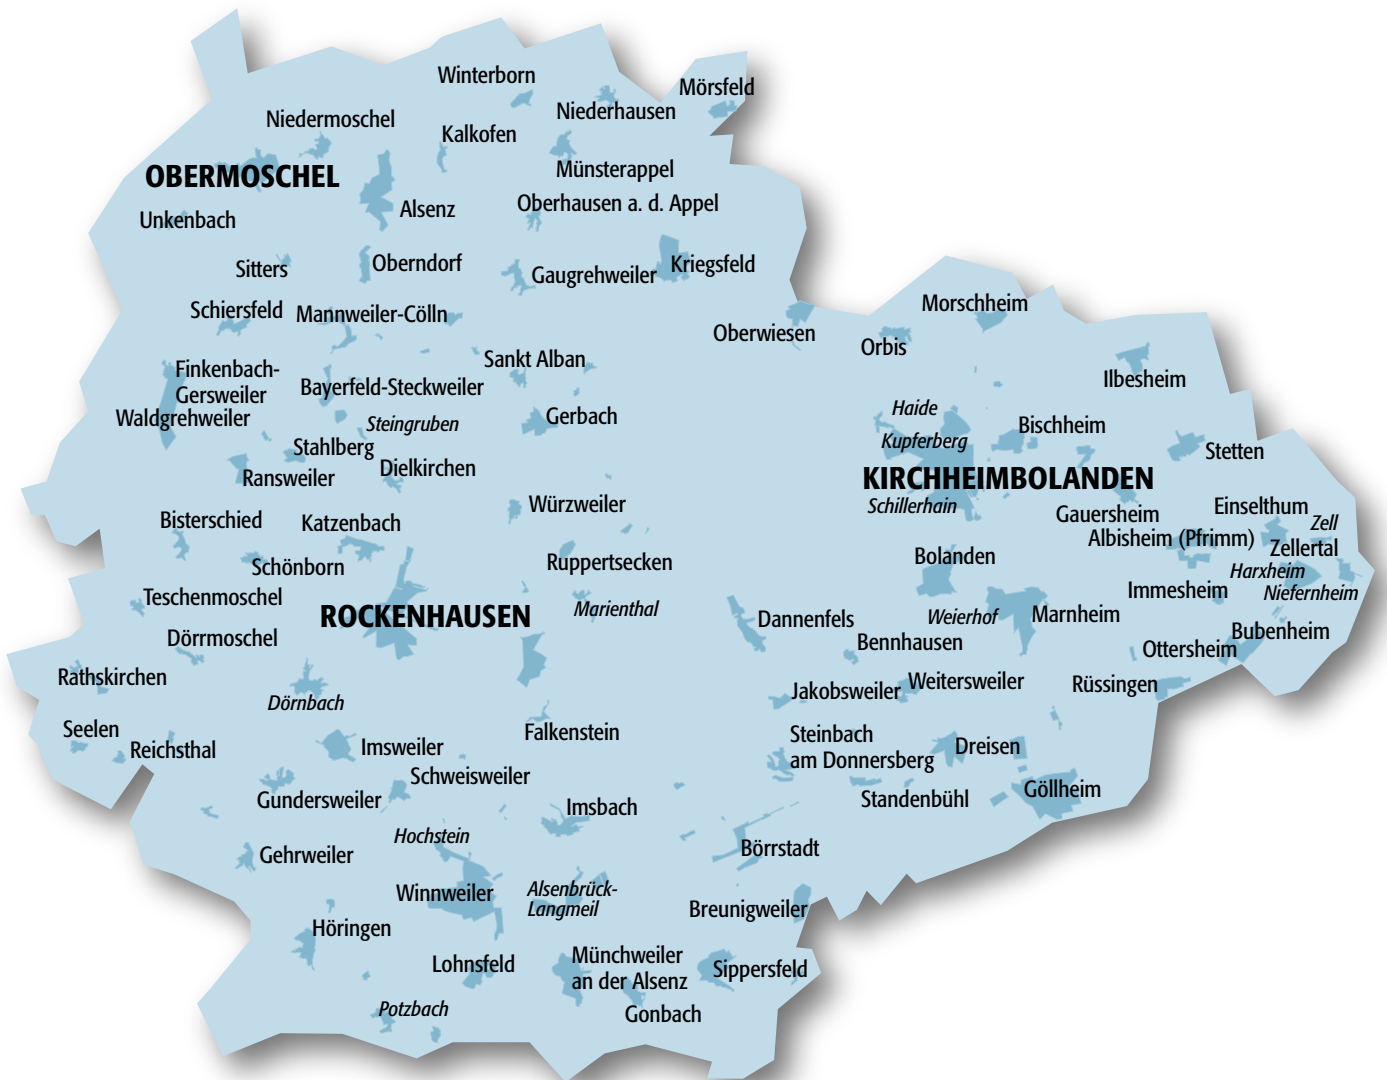 Winterborn
Mörsfeld
Niederhausen
Niedermoschel
Kalkofen
Münsterappel
OBERMOSCHEL
Oberhausen a. d. Appel
Alsenz
Unkenbach
Sitters
Oberndorf
Gaugrehweiler
Kriegsfeld
Schiersfeld
Mannweiler-Cölln
Morschheim
Oberwiesen
Orbis
Sankt Alban
Finkenbach-
Gersweiler
Bayerfeld-Steckweiler
Ilbesheim
Waldgrehweiler
Steingruben
Gerbach
Haide
Bischheim
Kupferberg
Stahlberg
Stetten
Ransweiler
Dielkirchen
KIRCHHEIMBOLANDEN
Würzweiler
Schillerhain
Gauersheim
Einselthum
Bisterschied
Katzenbach
Zell
Albisheim (Pfrimm)
Zellertal
Schönborn
Ruppertsecken
Bolanden
Harxheim
Immesheim
Niefernheim
Teschenmoschel
Marienthal
ROCKENHAUSEN
Dannenfels
Weierhof
Marnheim
Bubenheim
Dörrmoschel
Bennhausen
Ottersheim
Rathskirchen
Jakobsweiler
Weitersweiler
Rüssingen
Dörnbach
Seelen
Reichsthal
Imsweiler
Falkenstein
Steinbach
am Donnersberg
Dreisen
Schweisweiler
Gundersweiler
Imsbach
Standenbühl
Göllheim
Hochstein
Gehrweiler
Börrstadt
Winnweiler
Alsenbrück-
Langmeil
Breunigweiler
Höringen
Lohnsfeld
Münchweiler
an der Alsenz
Sippersfeld
Potzbach
Gonbach